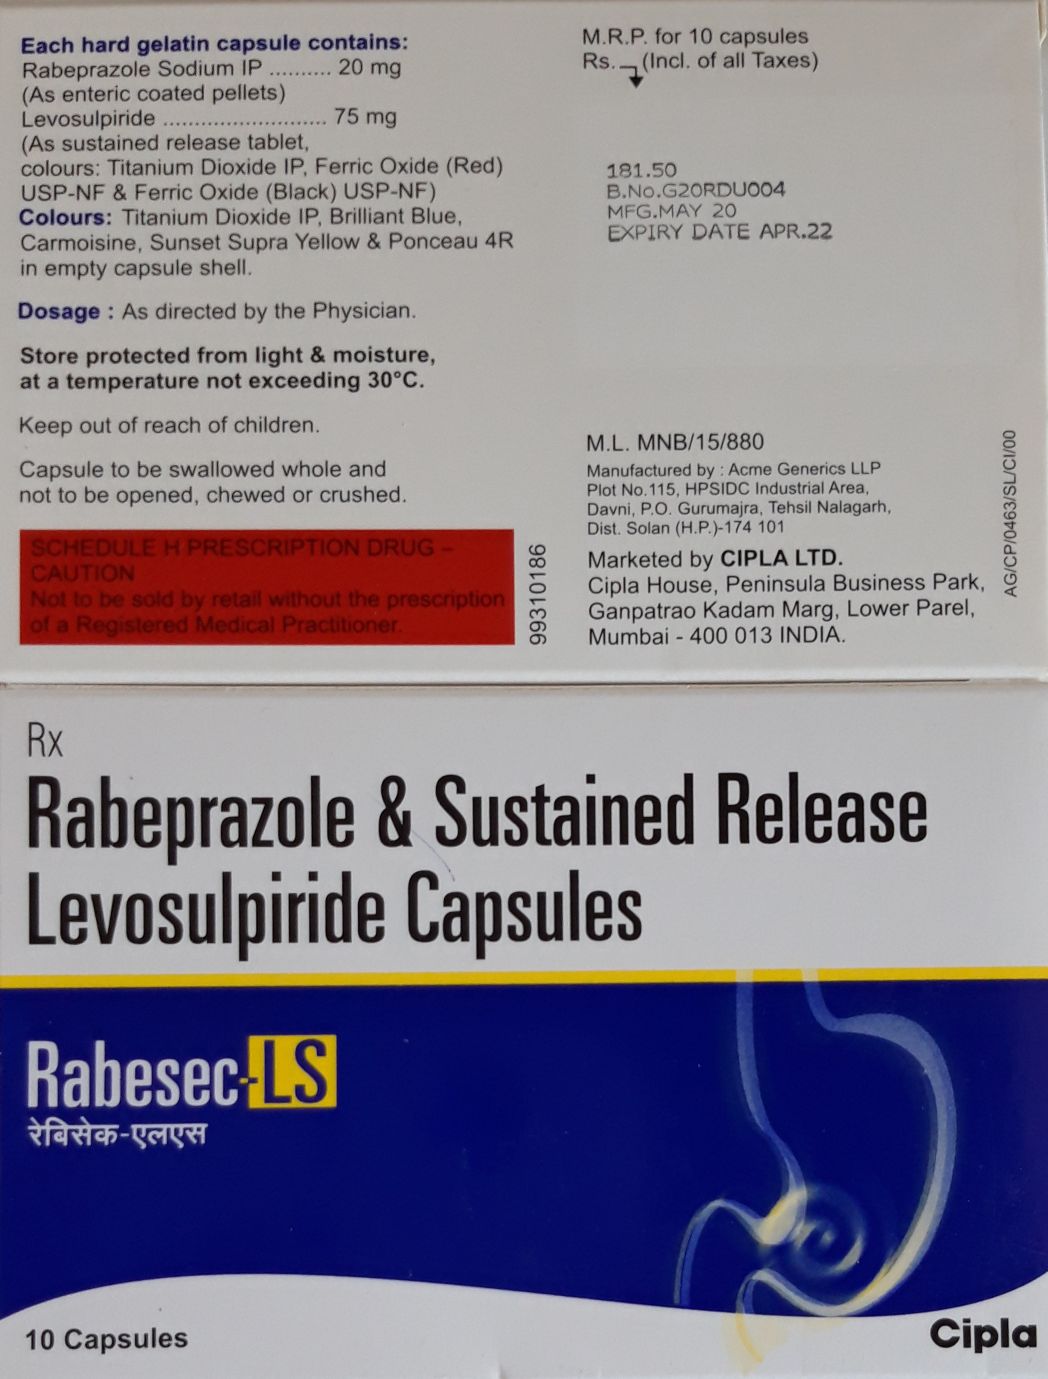 Each hard gelatin capsule contains:
Rabeprazole Sodium IP .......... 20 mg
(As enteric coated pellets)
Levosulpiride .......................... 75 mg
(As sustained release tablet,
colours: Titanium Dioxide IP, Ferric Oxide (Red)
USP-NF & Ferric Oxide (Black) USP-NF)
Colours: Titanium Dioxide IP, Brilliant Blue,
Carmoisine, Sunset Supra Yellow & Ponceau 4R
in empty capsule shell.
Dosage : As directed by the Physician.
Store protected from light & moisture,
at a temperature not exceeding 30°C.
Keep out of reach of children.
Capsule to be swallowed whole and
not to be opened, chewed or crushed.
SCHEDULE H PRESCRIPTION DRUG –
CAUTION
Not to be sold by retail without the prescription
of a Registered Medical Practitioner.
99310186
M.R.P. for 10 capsules
Rs. (Incl. of all Taxes)
181.50
B.No.G20RDU004
MFG.MAY 20
EXPIRY DATE APR.22
M.L. MNB/15/880
Manufactured by : Acme Generics LLP
Plot No.115, HPSIDC Industrial Area,
Davni, P.O. Gurumajra, Tehsil Nalagarh,
Dist. Solan (H.P.)-174 101
Marketed by CIPLA LTD.
Cipla House, Peninsula Business Park,
Ganpatrao Kadam Marg, Lower Parel,
Mumbai - 400 013 INDIA.
AG/CP/0463/SL/CI/00
Rx
Rabeprazole & Sustained Release
Levosulpiride Capsules
Rabesec-LS
रेबिसेक-एलएस
10 Capsules
Cipla